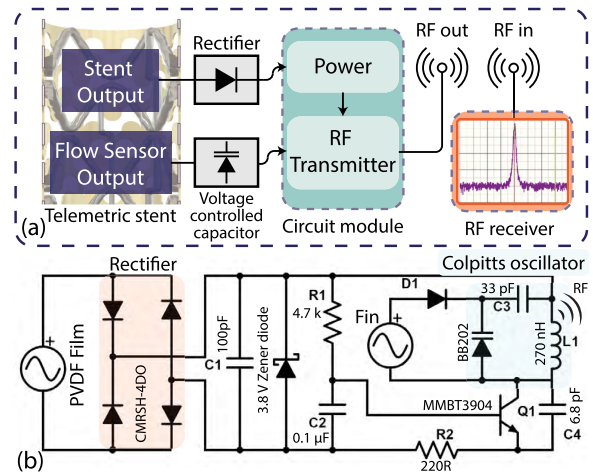 Rectifier
RF out
RF in
Stent
Output
Power
Flow Sensor
Output
RF
Transmitter
Telemetric stent
Voltage
controlled
capacitor
Circuit module
RF receiver
(a)
Rectifier
Colpitts oscillator
PVDF Film
+
CMRSH-4DO
C1
100pF
3.8 V Zener diode
R1
4.7 k
Fin
+
D1
33 pF
C3
RF
BB202
270 nH
L1
C2
0.1 µF
MMBT3904
Q1
6.8 pF
C4
R2
220R
(b)